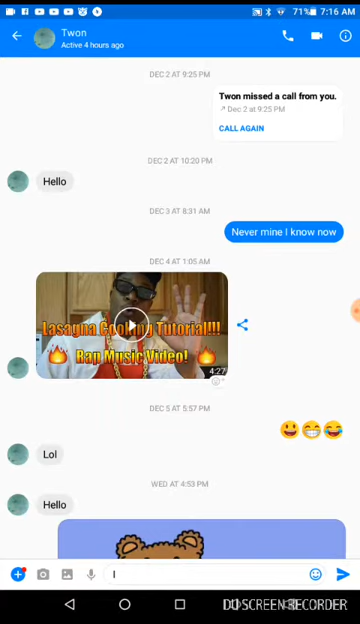 71% 7:16 AM
Twon
Active 4 hours ago
DEC 2 AT 9:25 PM
Twon missed a call from you.
Dec 2 at 9:25 PM
CALL AGAIN
DEC 2 AT 10:20 PM
Hello
DEC 3 AT 8:31 AM
Never mine I know now
DEC 4 AT 1:05 AM
Lasagna Cooking Tutorial!!!
Rap Music Video!
4:27
DEC 5 AT 5:57 PM
Lol
WED AT 4:53 PM
Hello
I
DU SCREEN RECORDER